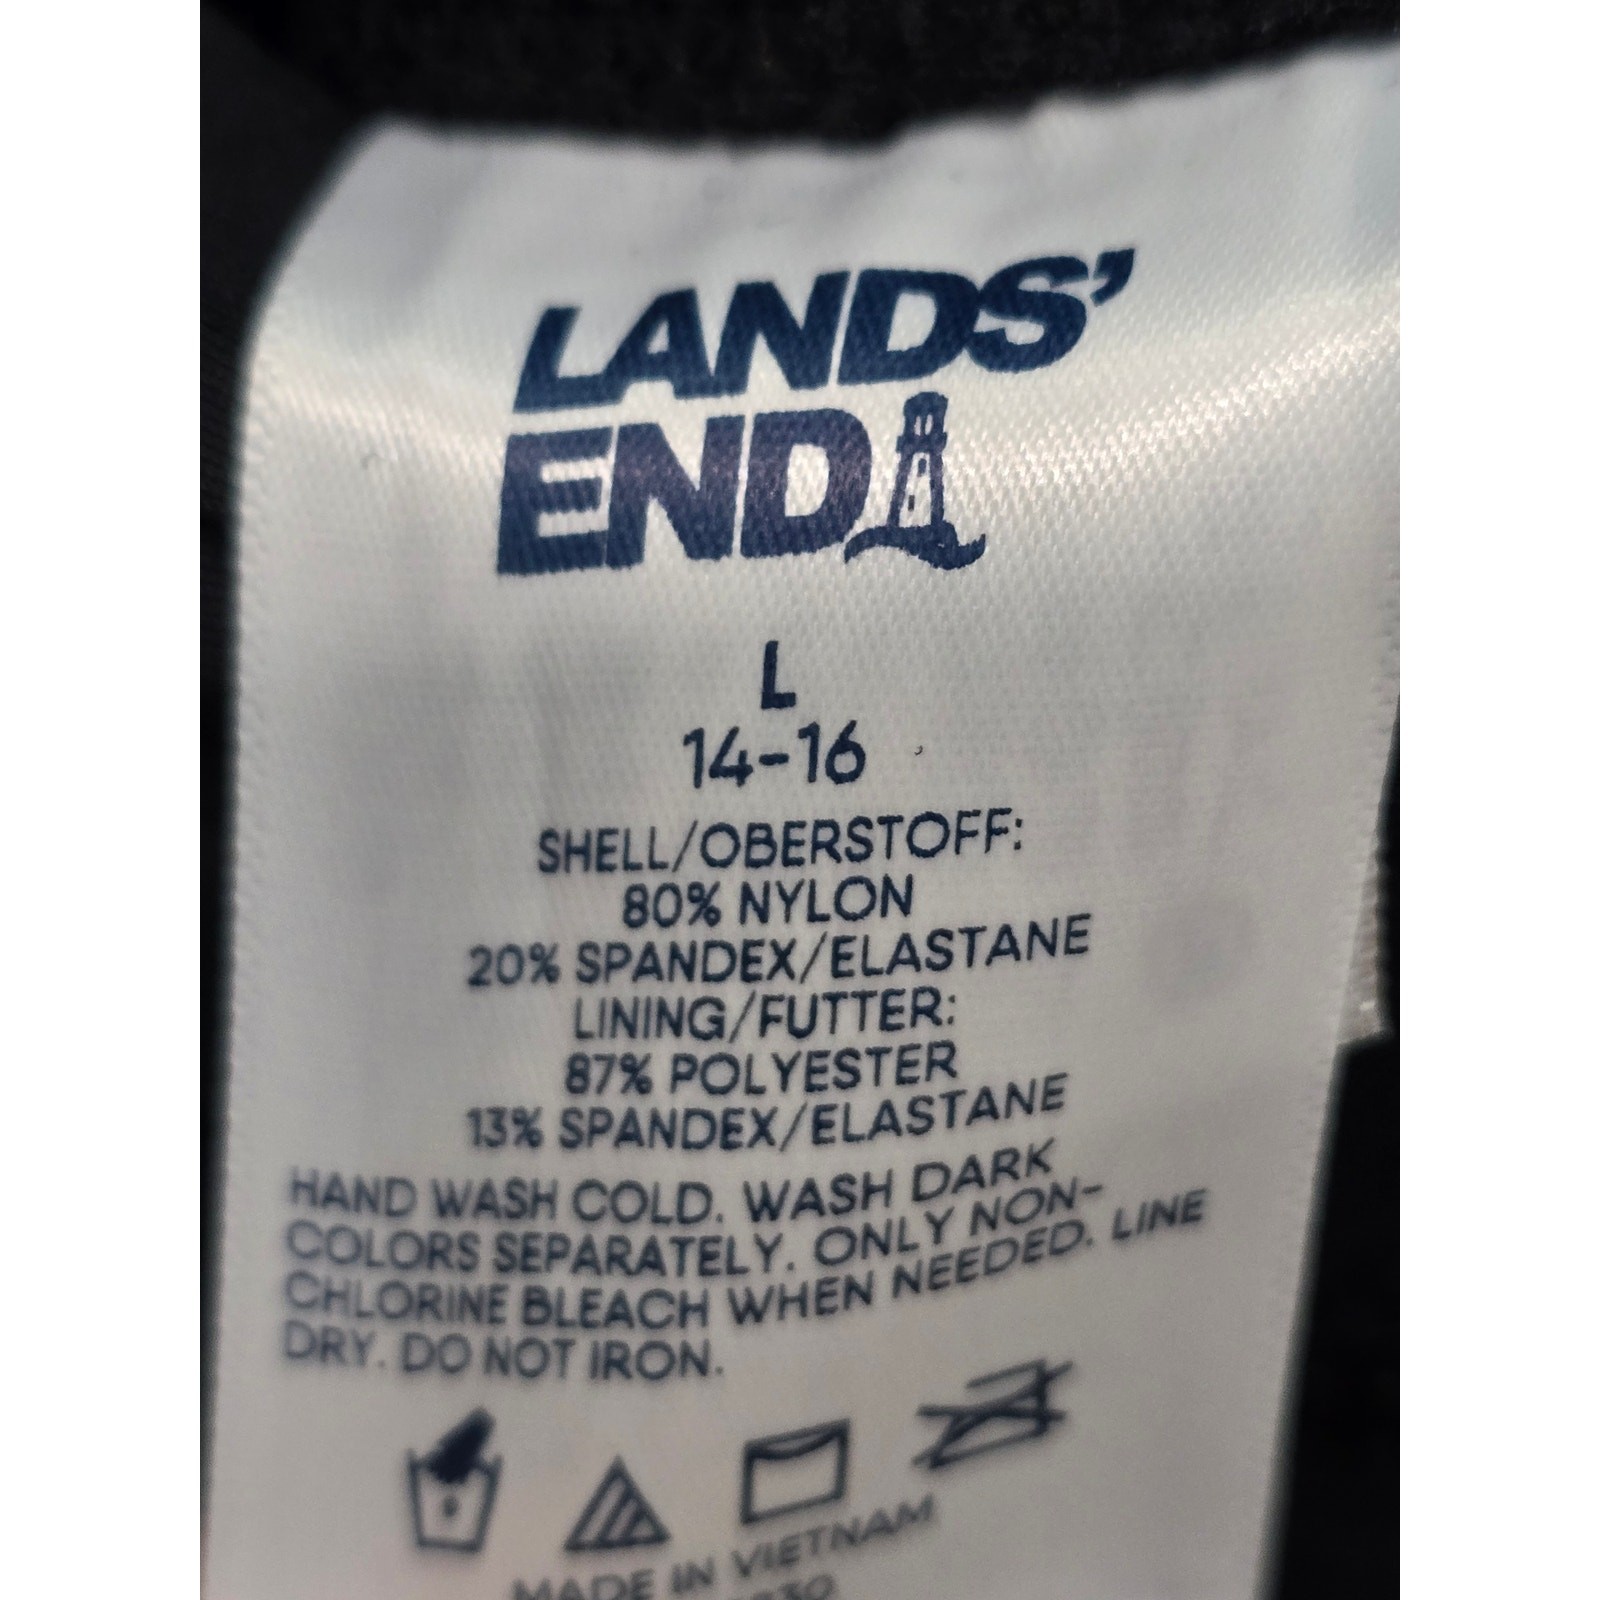 LANDS'
END
L
14-16
SHELL/OBERSTOFF:
80% NYLON
20% SPANDEX/ELASTANE
LINING/FUTTER:
87% POLYESTER
13% SPANDEX/ELASTANE
HAND WASH COLD. WASH DARK
COLORS SEPARATELY. ONLY NON-
CHLORINE BLEACH WHEN NEEDED. LINE
DRY. DO NOT IRON.
MADE IN VIETNAM